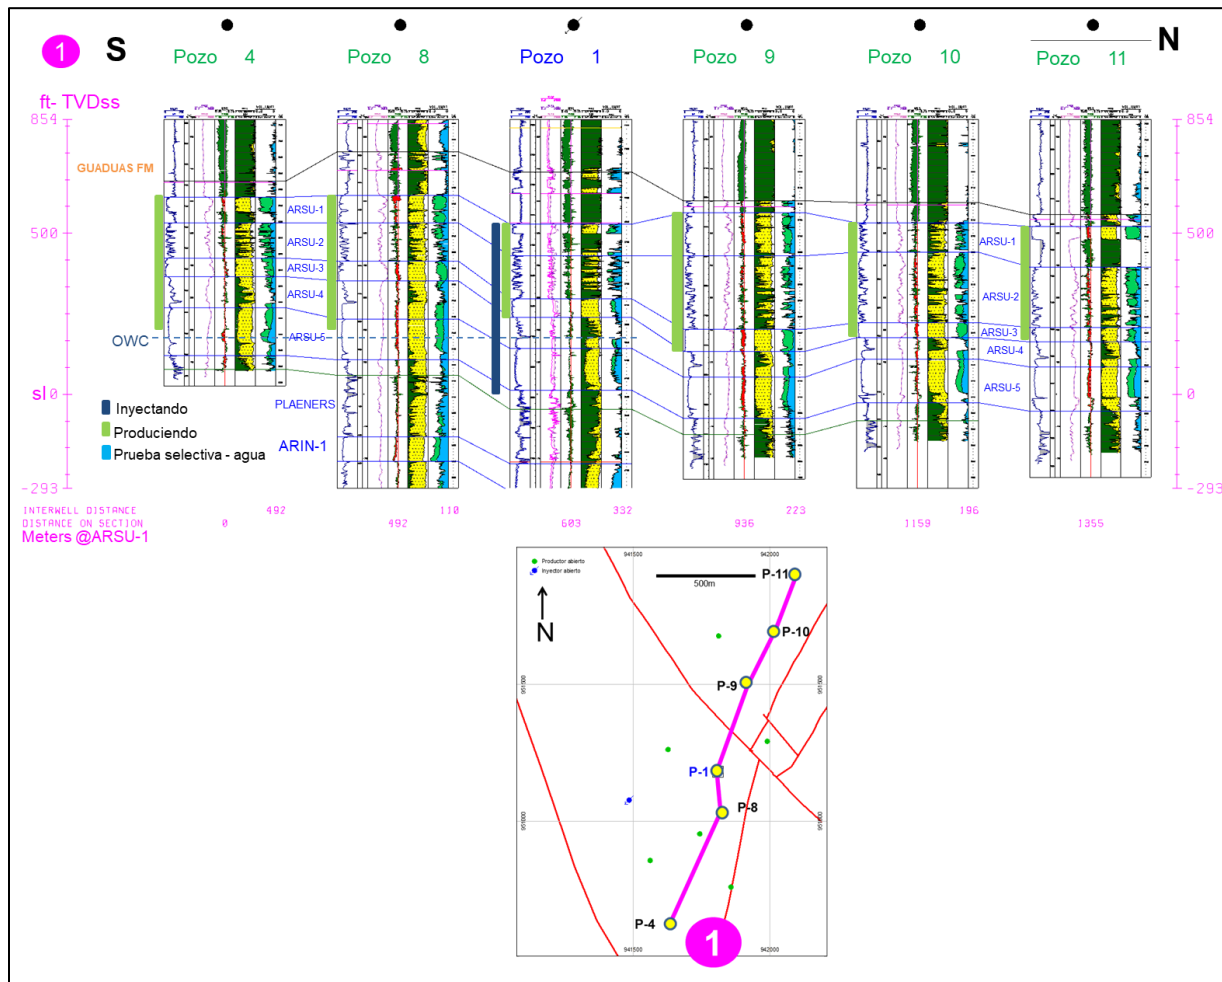 1 S N
Pozo 4 Pozo 8 Pozo 1 Pozo 9 Pozo 10 Pozo 11
ft- TVDss
854 854
GUADUAS FM
ARSU-1 ARSU-1
500 500
ARSU-2 ARSU-2
ARSU-3 ARSU-3
ARSU-4 ARSU-4
OWC ARSU-5 ARSU-5
sl 0 0
Inyectando
PLAENERS
Produciendo
ARIN-1
Prueba selectiva - agua
-293 -293
INTERWELL DISTANCE 492 110 332 223 196
DISTANCE ON SECTION 0 492 603 936 1159 1355
Meters @ARSU-1
941500 942000
Productor abierto
Inyector abierto
500m
P-11
N
P-10
951500 951500
P-9
P-1
P-8
951000 951000
P-4
941500 942000
1